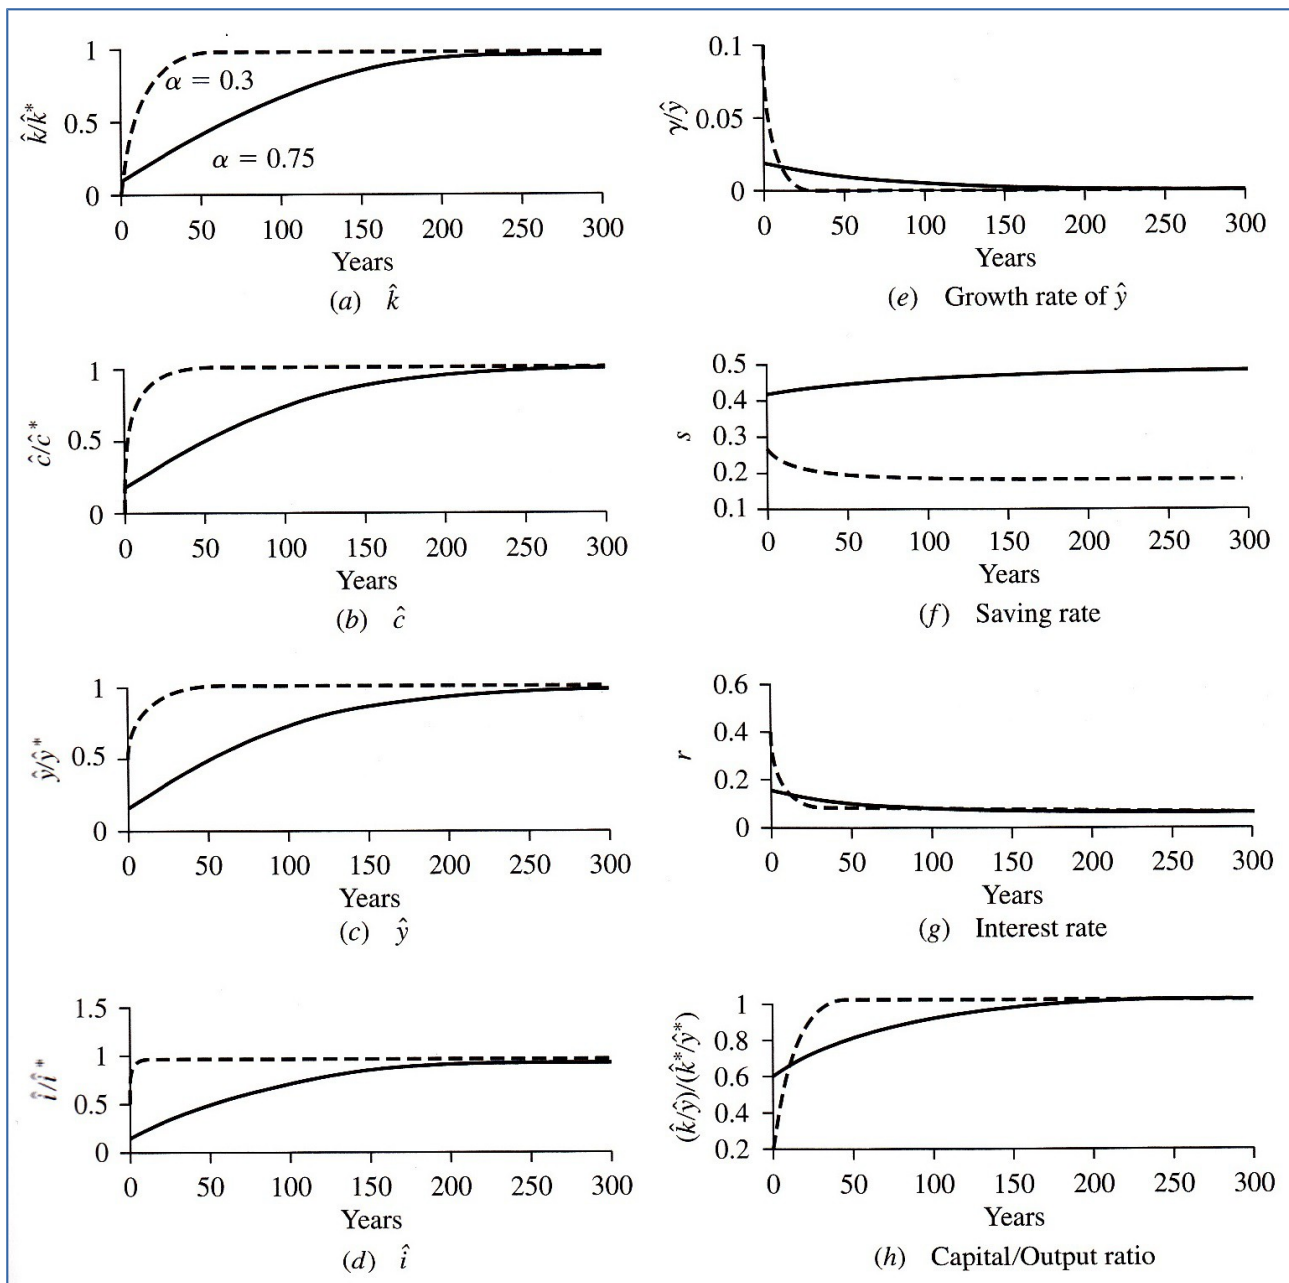 1
α = 0.3
k̂/k̂*
0.5
α = 0.75
0
0 50 100 150 200 250 300
Years
(a) k̂
1
ĉ/ĉ*
0.5
0
0 50 100 150 200 250 300
Years
(b) ĉ
1
ŷ/ŷ*
0.5
0
0 50 100 150 200 250 300
Years
(c) ŷ
1.5
î/î*
1
0.5
0
0 50 100 150 200 250 300
Years
(d) î
0.1
γ/ŷ
0.05
0
0 50 100 150 200 250 300
Years
(e) Growth rate of ŷ
0.5
0.4
s
0.3
0.2
0.1
0 50 100 150 200 250 300
Years
(f) Saving rate
0.6
0.4
r
0.2
0
0 50 100 150 200 250 300
Years
(g) Interest rate
1
(k̂/ŷ)/(k̂*/ŷ*)
0.8
0.6
0.4
0.2
0 50 100 150 200 250 300
Years
(h) Capital/Output ratio